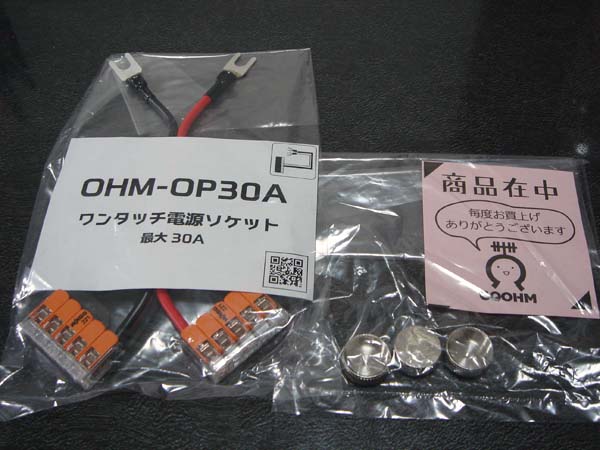 OHM-OP30A
ワンタッチ電源ソケット
最大 30A
商品在中
毎度お買上げ
ありがとうございます
CQOHM